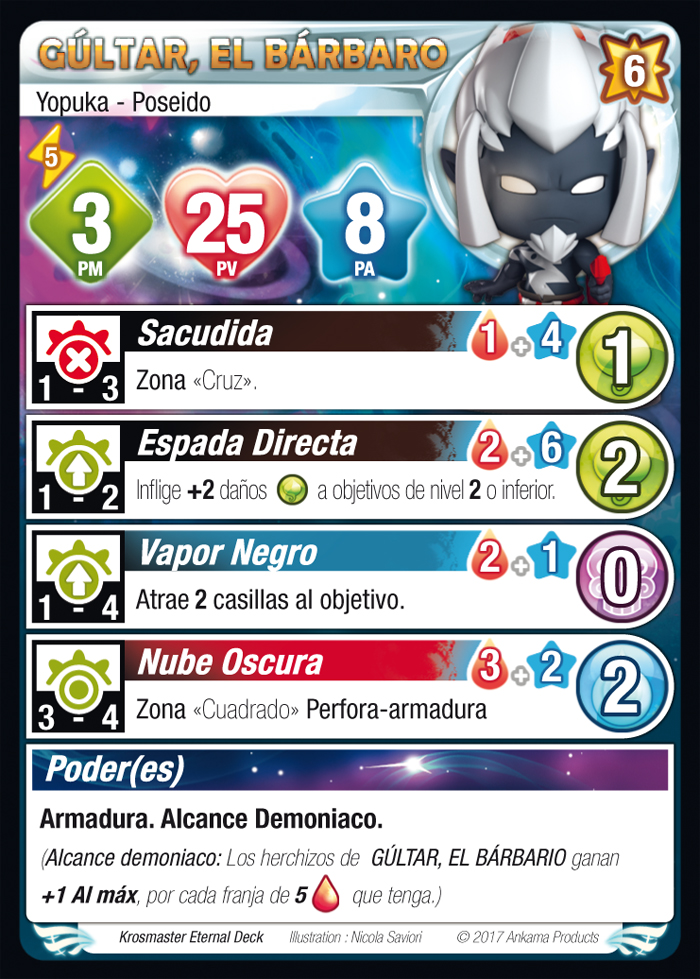 GÚLTAR, EL BÁRBARO
6
Yopuka - Poseido
5
3 25 8
PM PV PA
Sacudida 1 + 4 1
1 - 3 Zona «Cruz».
Espada Directa 2 + 6 2
1 - 2 Inflige +2 daños a objetivos de nivel 2 o inferior.
Vapor Negro 2 + 1 0
1 - 4 Atrae 2 casillas al objetivo.
Nube Oscura 3 + 2 2
3 - 4 Zona «Cuadrado» Perfora-armadura
Poder(es)
Armadura. Alcance Demoniaco.
(Alcance demoniaco: Los herchizos de GÚLTAR, EL BÁRBARIO ganan
+1 Al máx, por cada franja de 5 que tenga.)
Krosmaster Eternal Deck Illustration : Nicola Saviori © 2017 Ankama Products